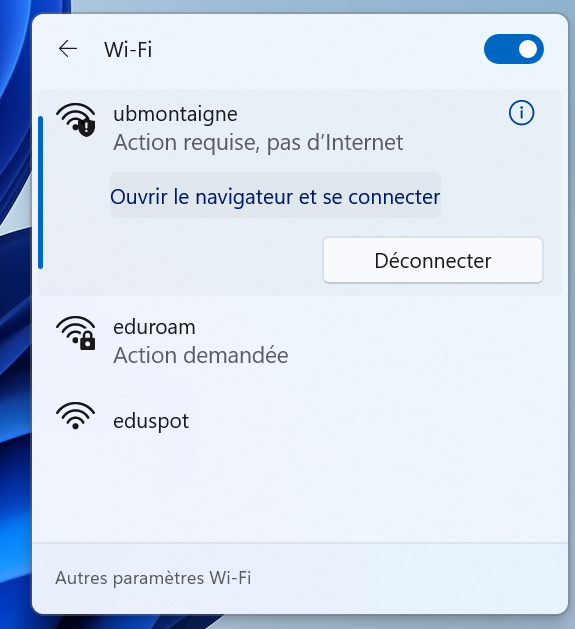 Wi-Fi
ubmontaigne
Action requise, pas d’Internet
Ouvrir le navigateur et se connecter
Déconnecter
eduroam
Action demandée
eduspot
Autres paramètres Wi-Fi